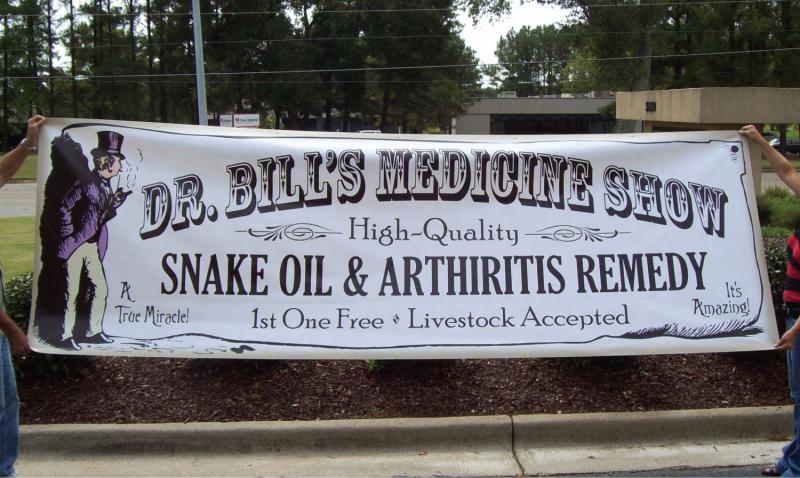 DR. BILL'S MEDICINE SHOW
High-Quality
SNAKE OIL & ARTHIRITIS REMEDY
A
True Miracle!
1st One Free • Livestock Accepted
It's
Amazing!